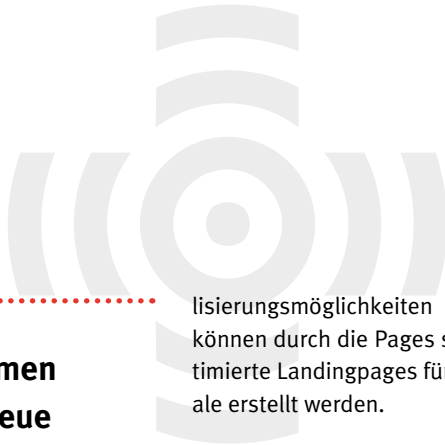 men
eue
lisierungsmöglichkeiten
können durch die Pages s
timierte Landingpages für
ale erstellt werden.